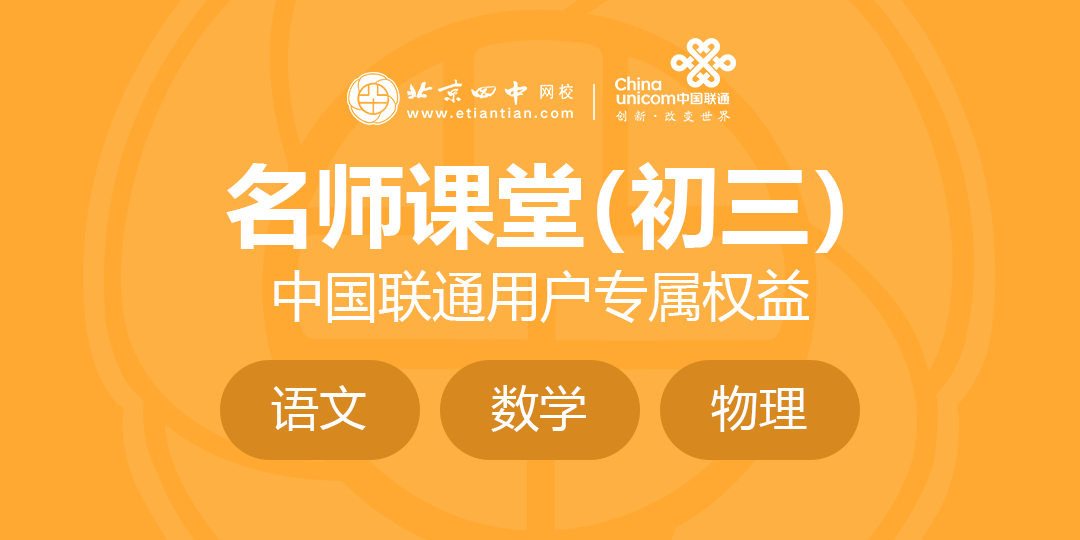 北京四中 网校
www.etiantian.com
China
unicom中国联通
创新·改变世界
名师课堂(初三)
中国联通用户专属权益
语文 数学 物理